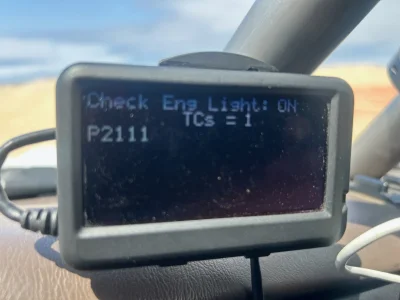 Check Eng Light: ON
TCs = 1
P2111